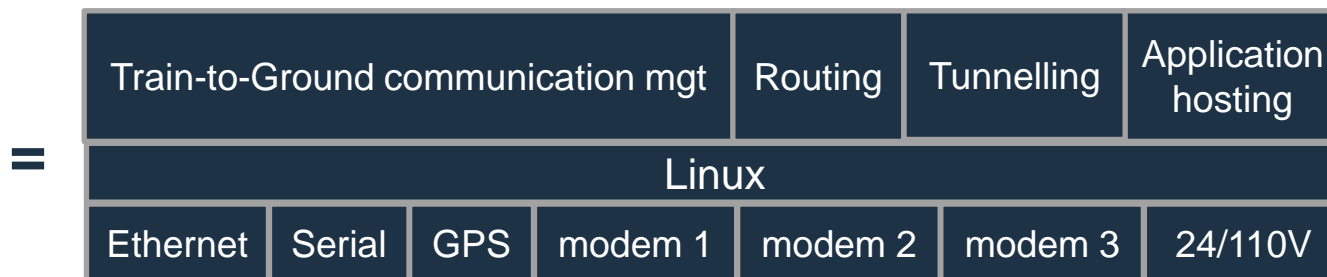 Train-to-Ground communication mgt
Routing
Tunnelling
Application
hosting
=
Linux
Ethernet
Serial
GPS
modem 1
modem 2
modem 3
24/110V